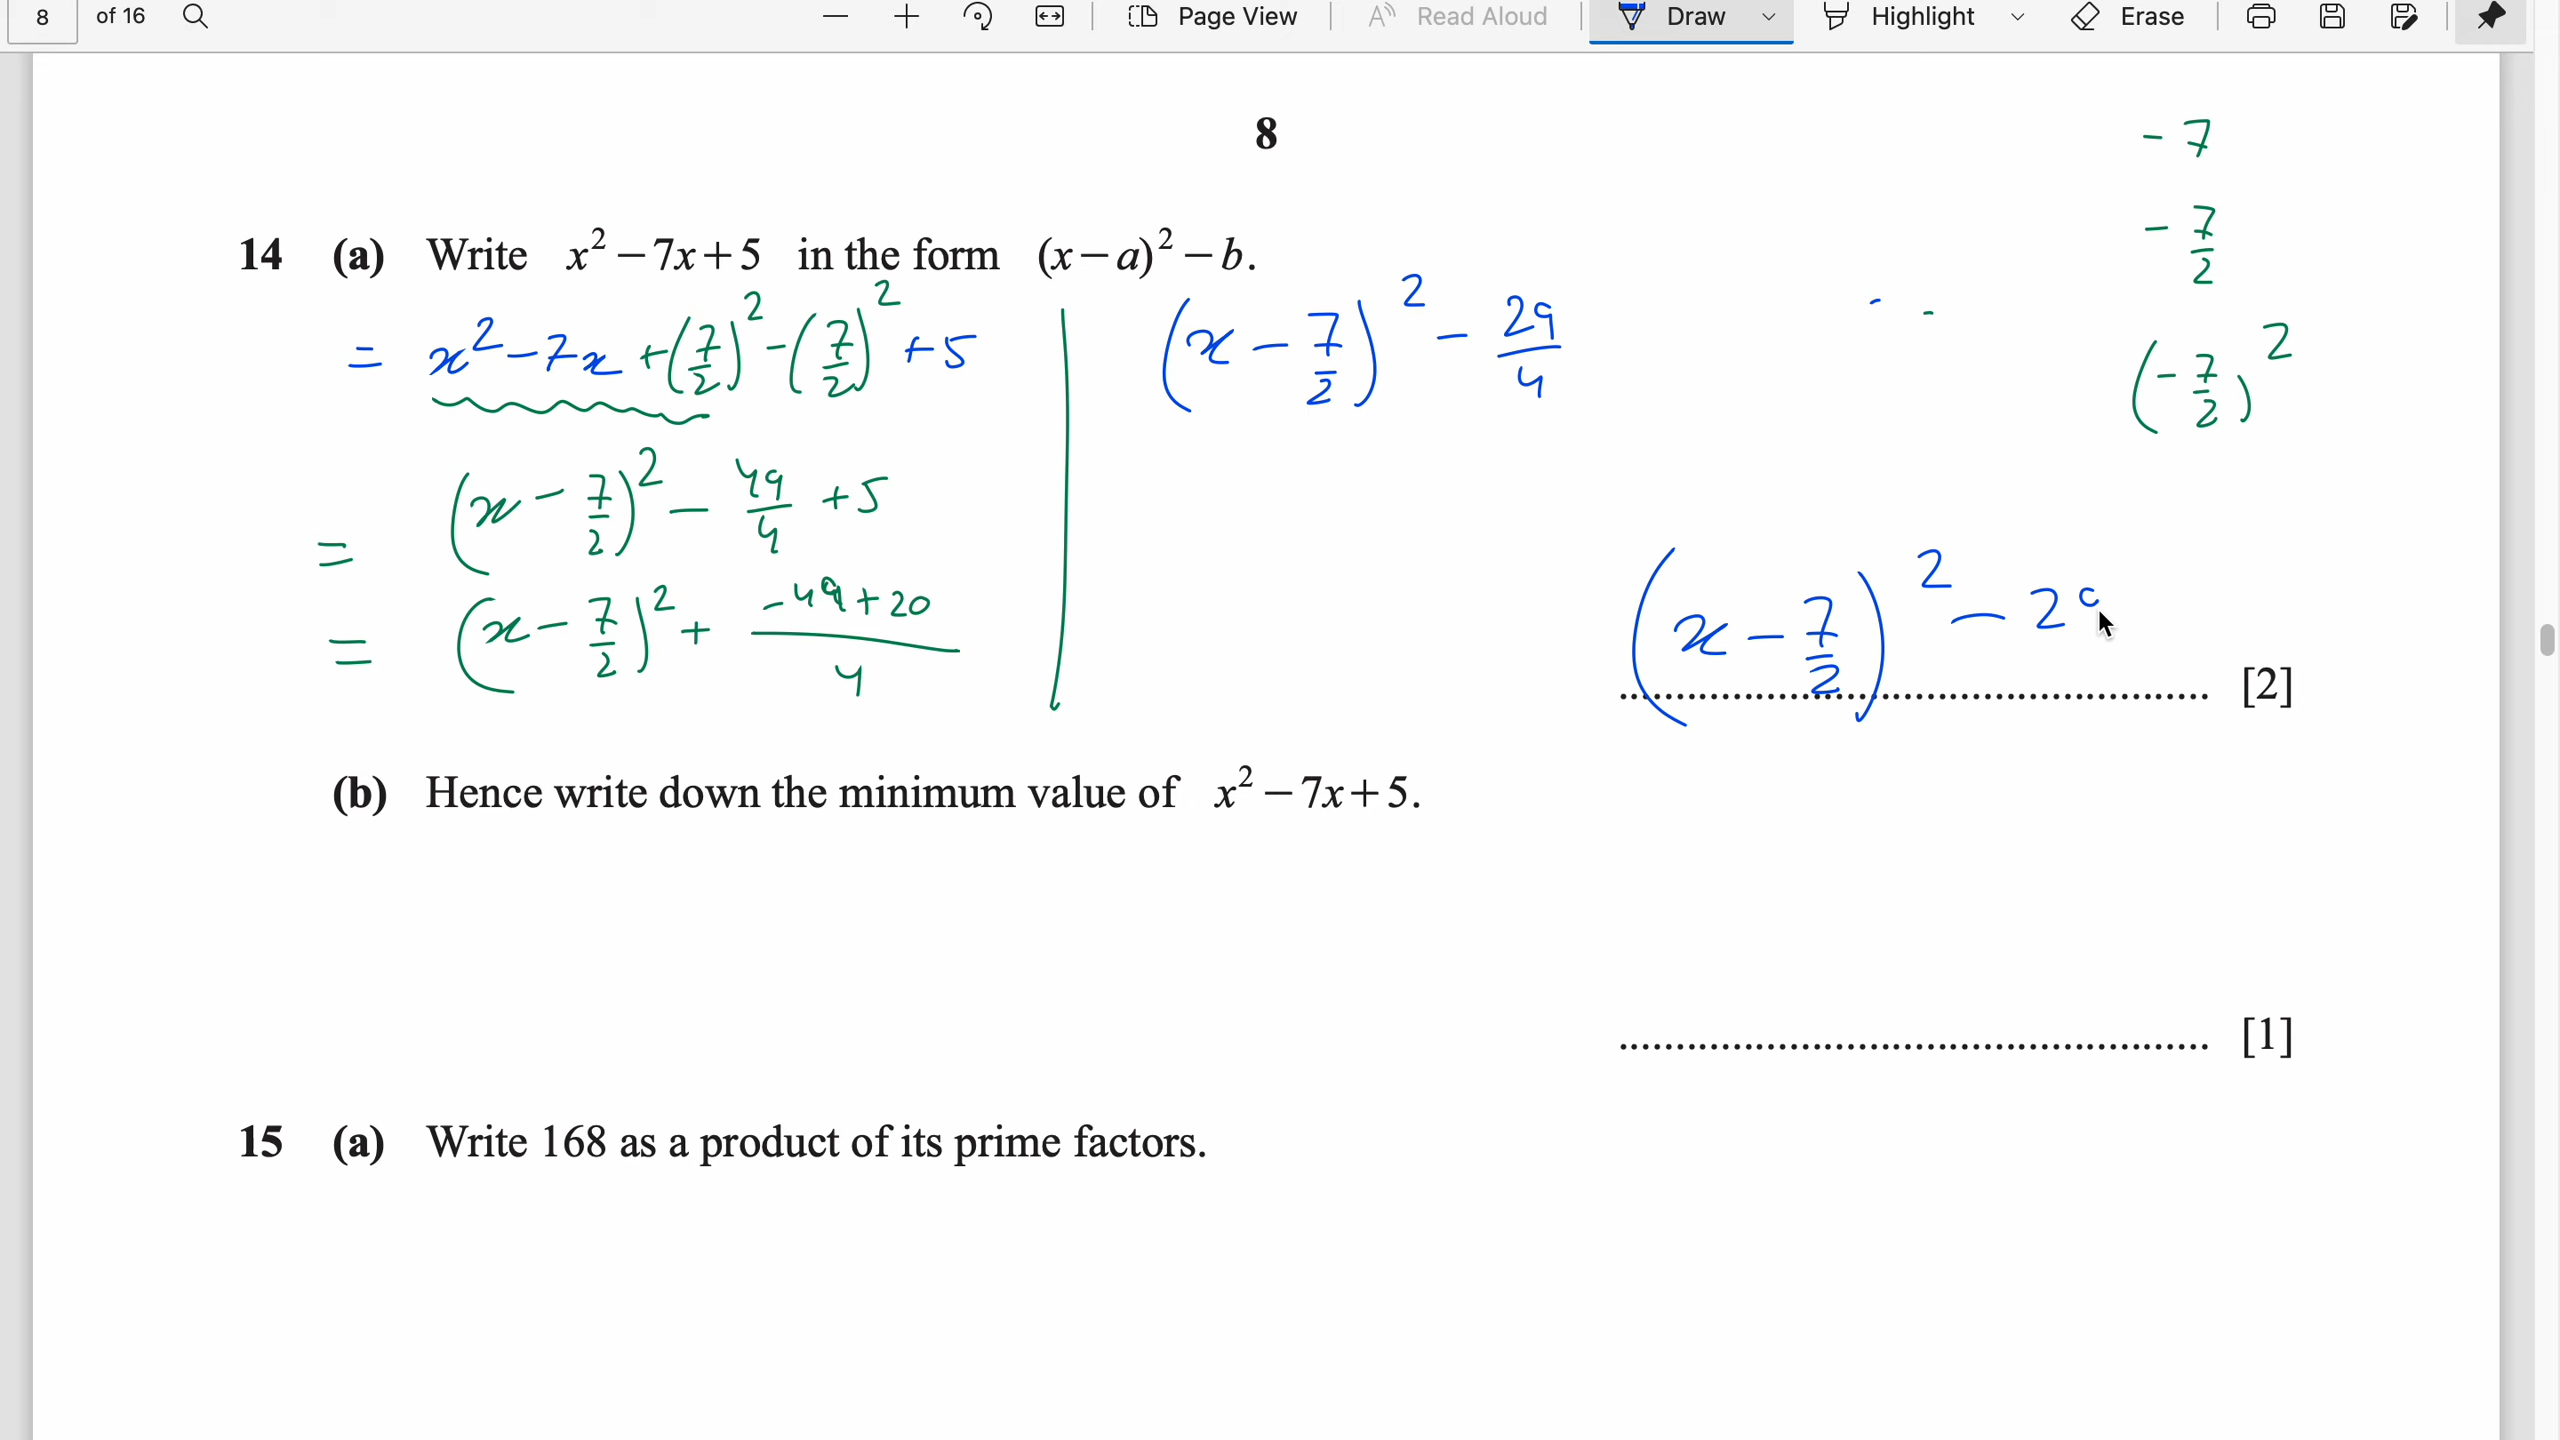 8 of 16 Page View Read Aloud Draw Highlight Erase
8
- 7
- 7/2
(- 7/2)²
14 (a) Write x² − 7x + 5 in the form (x − a)² − b.
= x² − 7x + (7/2)² − (7/2)² + 5
(x − 7/2)² − 29/4
= (x − 7/2)² − 49/4 + 5
= (x − 7/2)² + (−49 + 20)/4
(x − 7/2)² − 2
[2]
(b) Hence write down the minimum value of x² − 7x + 5.
[1]
15 (a) Write 168 as a product of its prime factors.